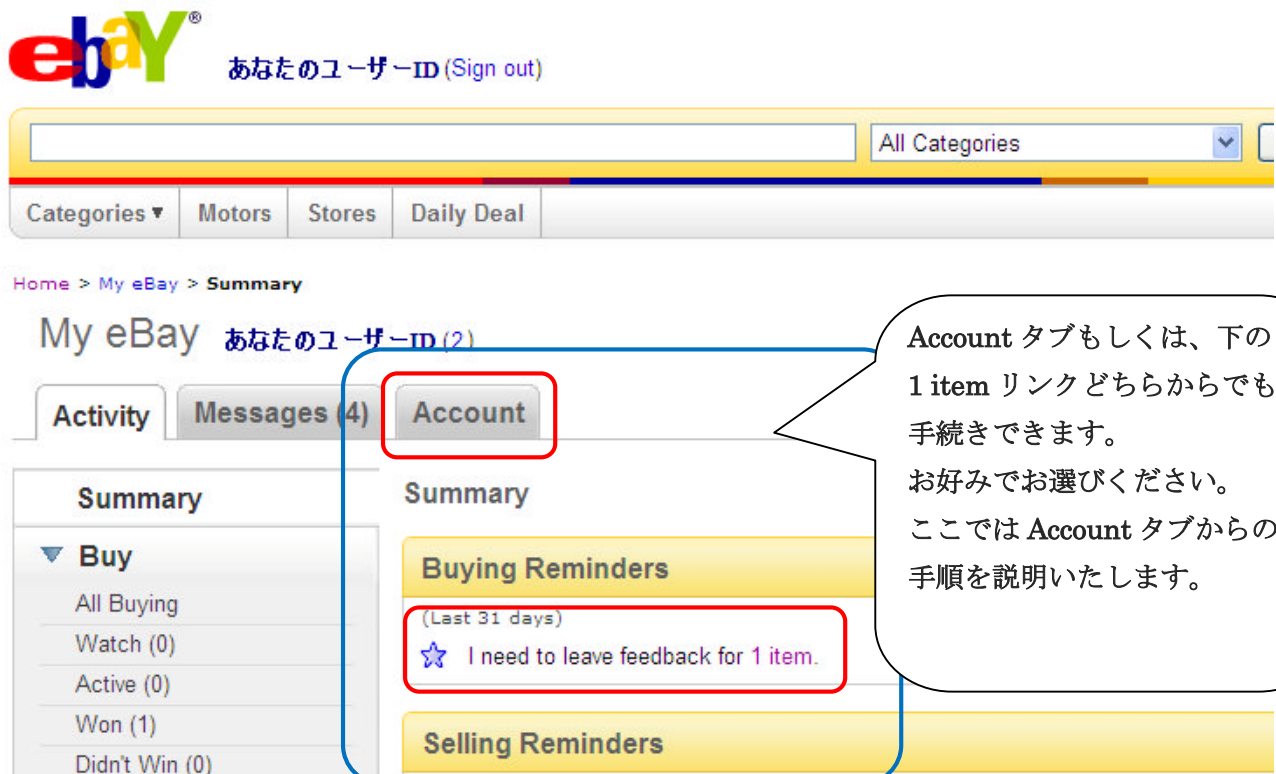 ebaY®
あなたのユーザーID (Sign out)
All Categories
Categories ▼ Motors Stores Daily Deal
Home > My eBay > Summary
My eBay あなたのユーザーID (2)
Activity Messages (4) Account
Summary
Buy
All Buying
Watch (0)
Active (0)
Won (1)
Didn't Win (0)
Summary
Buying Reminders
(Last 31 days)
I need to leave feedback for 1 item.
Selling Reminders
Account タブもしくは、下の
1 item リンクどちらからでも
手続きできます。
お好みでお選びください。
ここでは Account タブからの
手順を説明いたします。